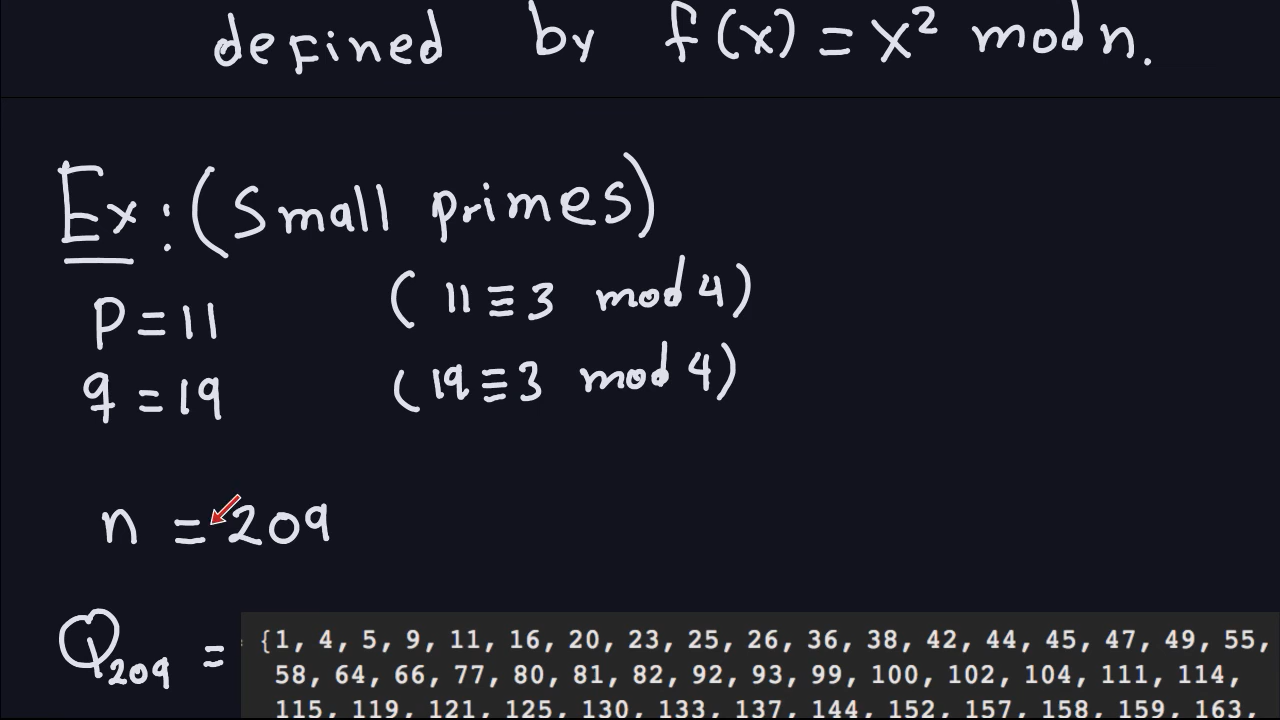 defined by f(x) = x² mod n.
Ex: (Small primes)
p = 11 (11 ≡ 3 mod 4)
q = 19 (19 ≡ 3 mod 4)
n = 209
Q₂₀₉ = {1, 4, 5, 9, 11, 16, 20, 23, 25, 26, 36, 38, 42, 44, 45, 47, 49, 55,
58, 64, 66, 77, 80, 81, 82, 92, 93, 99, 100, 102, 104, 111, 114,
115, 119, 121, 125, 130, 133, 137, 144, 152, 157, 158, 159, 163,